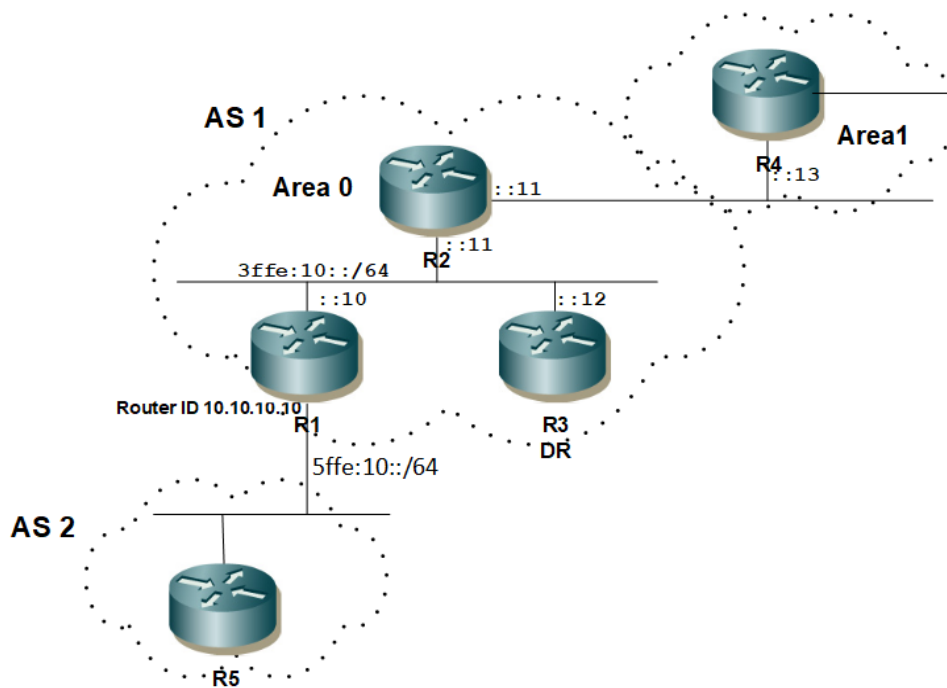 AS 1
Area 0
Area1
R4
::13
::11
::11
R2
3ffe:10::/64
::10
::12
Router ID 10.10.10.10
R1
R3
DR
5ffe:10::/64
AS 2
R5